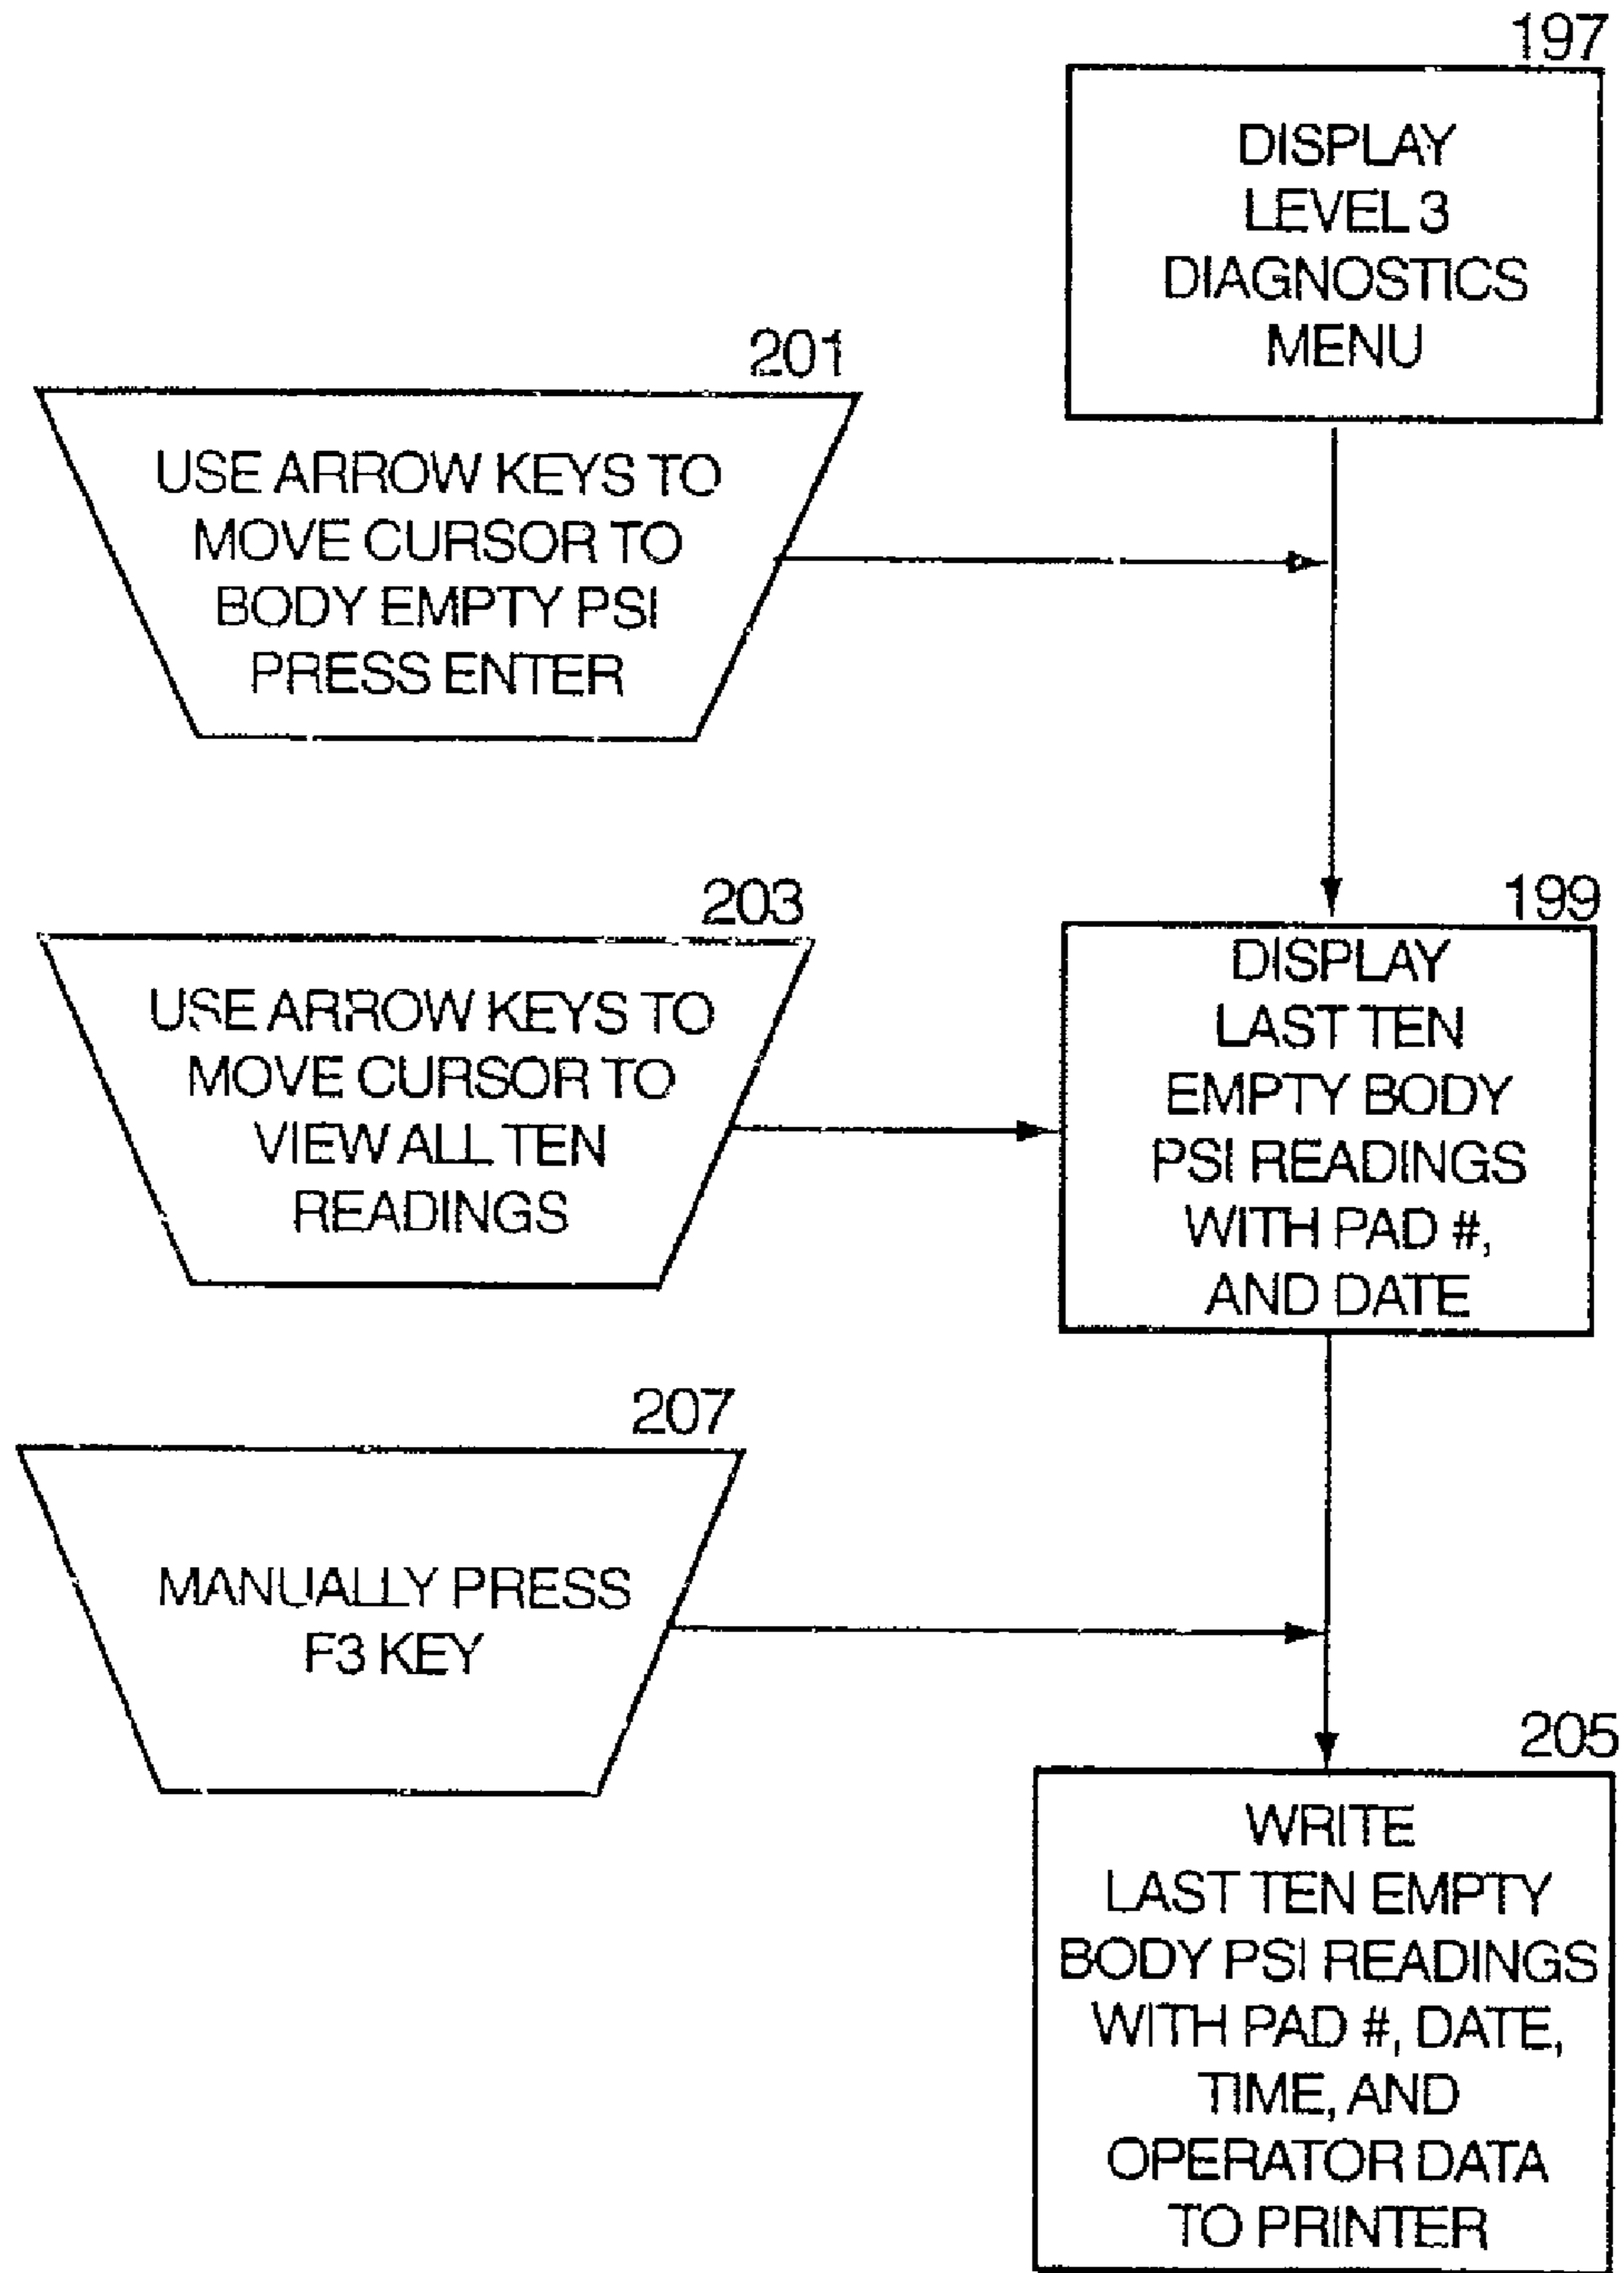 197
DISPLAY
LEVEL 3
DIAGNOSTICS
MENU
201
USE ARROW KEYS TO
MOVE CURSOR TO
BODY EMPTY PSI
PRESS ENTER
203
USE ARROW KEYS TO
MOVE CURSOR TO
VIEW ALL TEN
READINGS
199
DISPLAY
LAST TEN
EMPTY BODY
PSI READINGS
WITH PAD #,
AND DATE
207
MANUALLY PRESS
F3 KEY
205
WRITE
LAST TEN EMPTY
BODY PSI READINGS
WITH PAD #, DATE,
TIME, AND
OPERATOR DATA
TO PRINTER